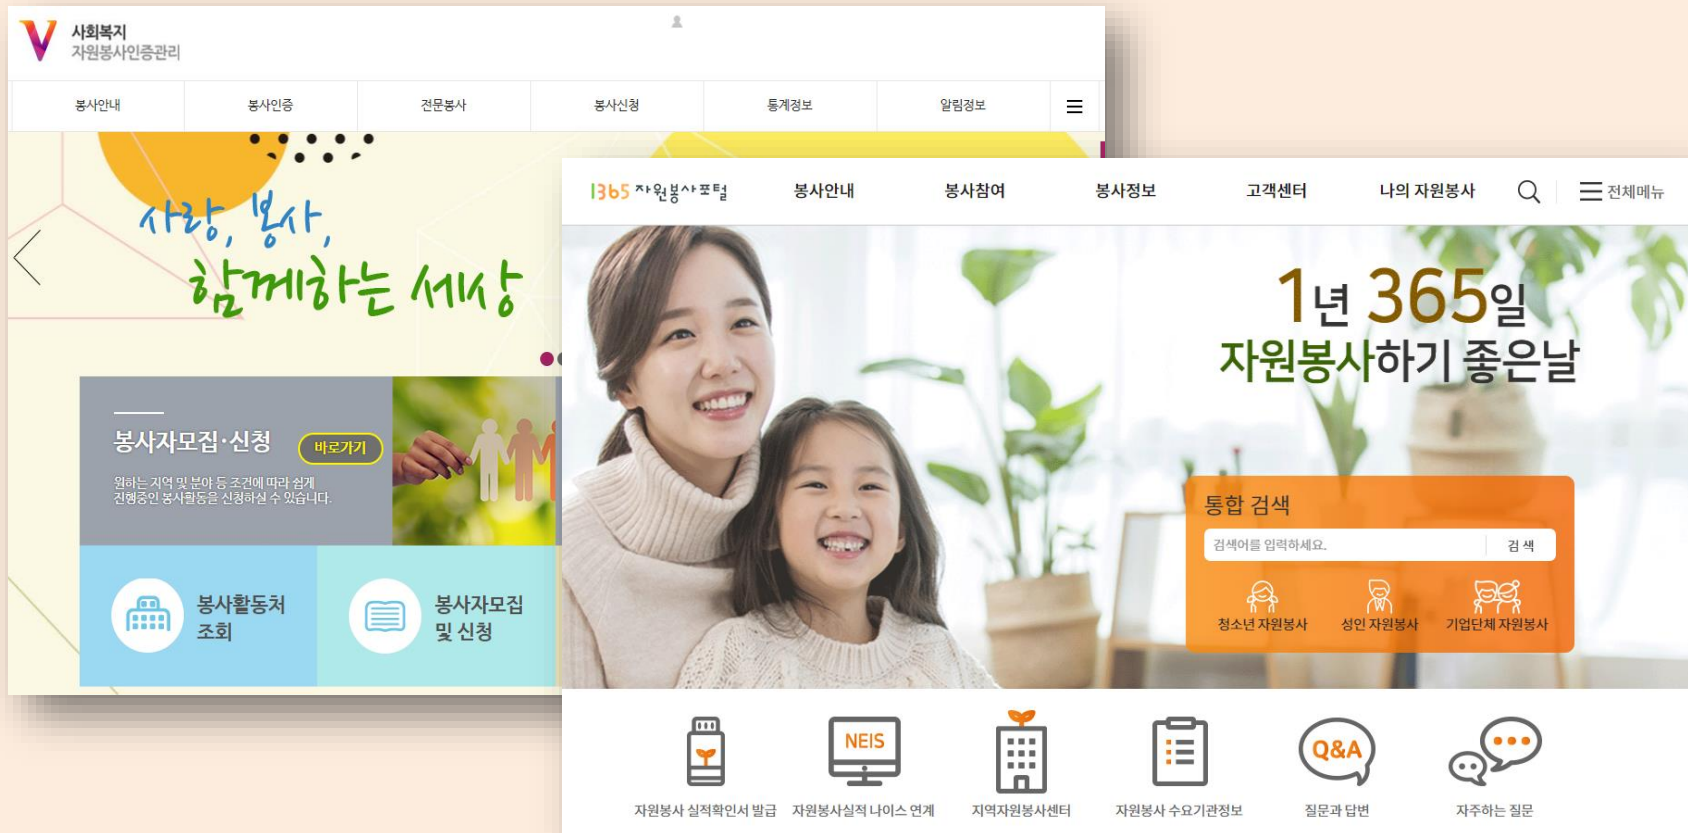 사회복지
자원봉사인증관리
봉사안내
봉사인증
전문봉사
봉사신청
통계정보
알림정보
사랑, 봉사,
함께하는 세상
봉사자모집·신청
바로가기
원하는 지역 및 분야 등 조건에 따라 쉽게
진행중인 봉사활동을 신청하실 수 있습니다.
봉사활동처
조회
봉사자모집
및 신청
1365 자원봉사포털
봉사안내
봉사참여
봉사정보
고객센터
나의 자원봉사
전체메뉴
1년 365일
자원봉사하기 좋은날
통합 검색
검색어를 입력하세요.
검색
청소년 자원봉사
성인 자원봉사
기업단체 자원봉사
NEIS
Q&A
자원봉사 실적확인서 발급
자원봉사실적 나이스 연계
지역자원봉사센터
자원봉사 수요기관정보
질문과 답변
자주하는 질문